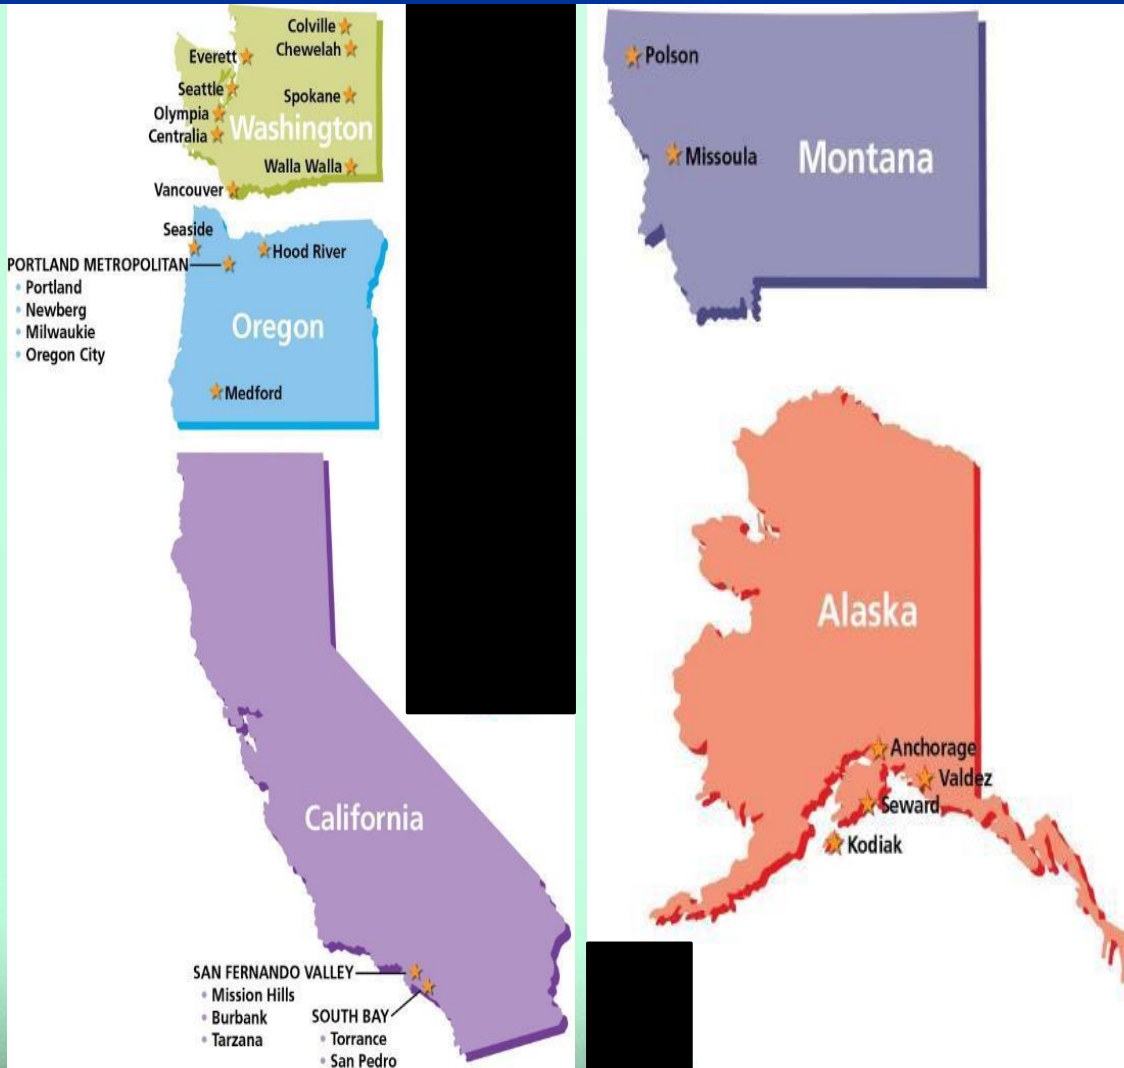 Colville
Chewelah
Everett
Seattle
Spokane
Olympia
Washington
Centralia
Walla Walla
Vancouver
Seaside
Hood River
PORTLAND METROPOLITAN
• Portland
• Newberg
• Milwaukie
• Oregon City
Oregon
Medford
California
SAN FERNANDO VALLEY
• Mission Hills
• Burbank
• Tarzana
SOUTH BAY
• Torrance
• San Pedro
Polson
Missoula
Montana
Alaska
Anchorage
Valdez
Seward
Kodiak